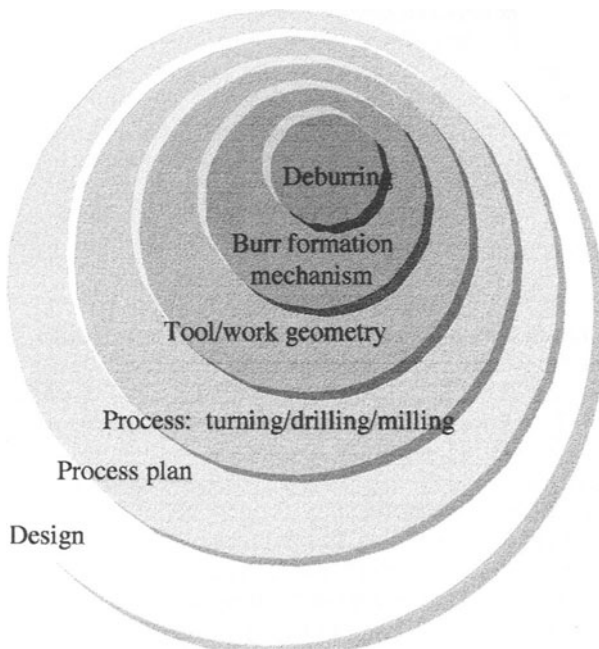 Deburring
Burr formation
mechanism
Tool/work geometry
Process: turning/drilling/milling
Process plan
Design